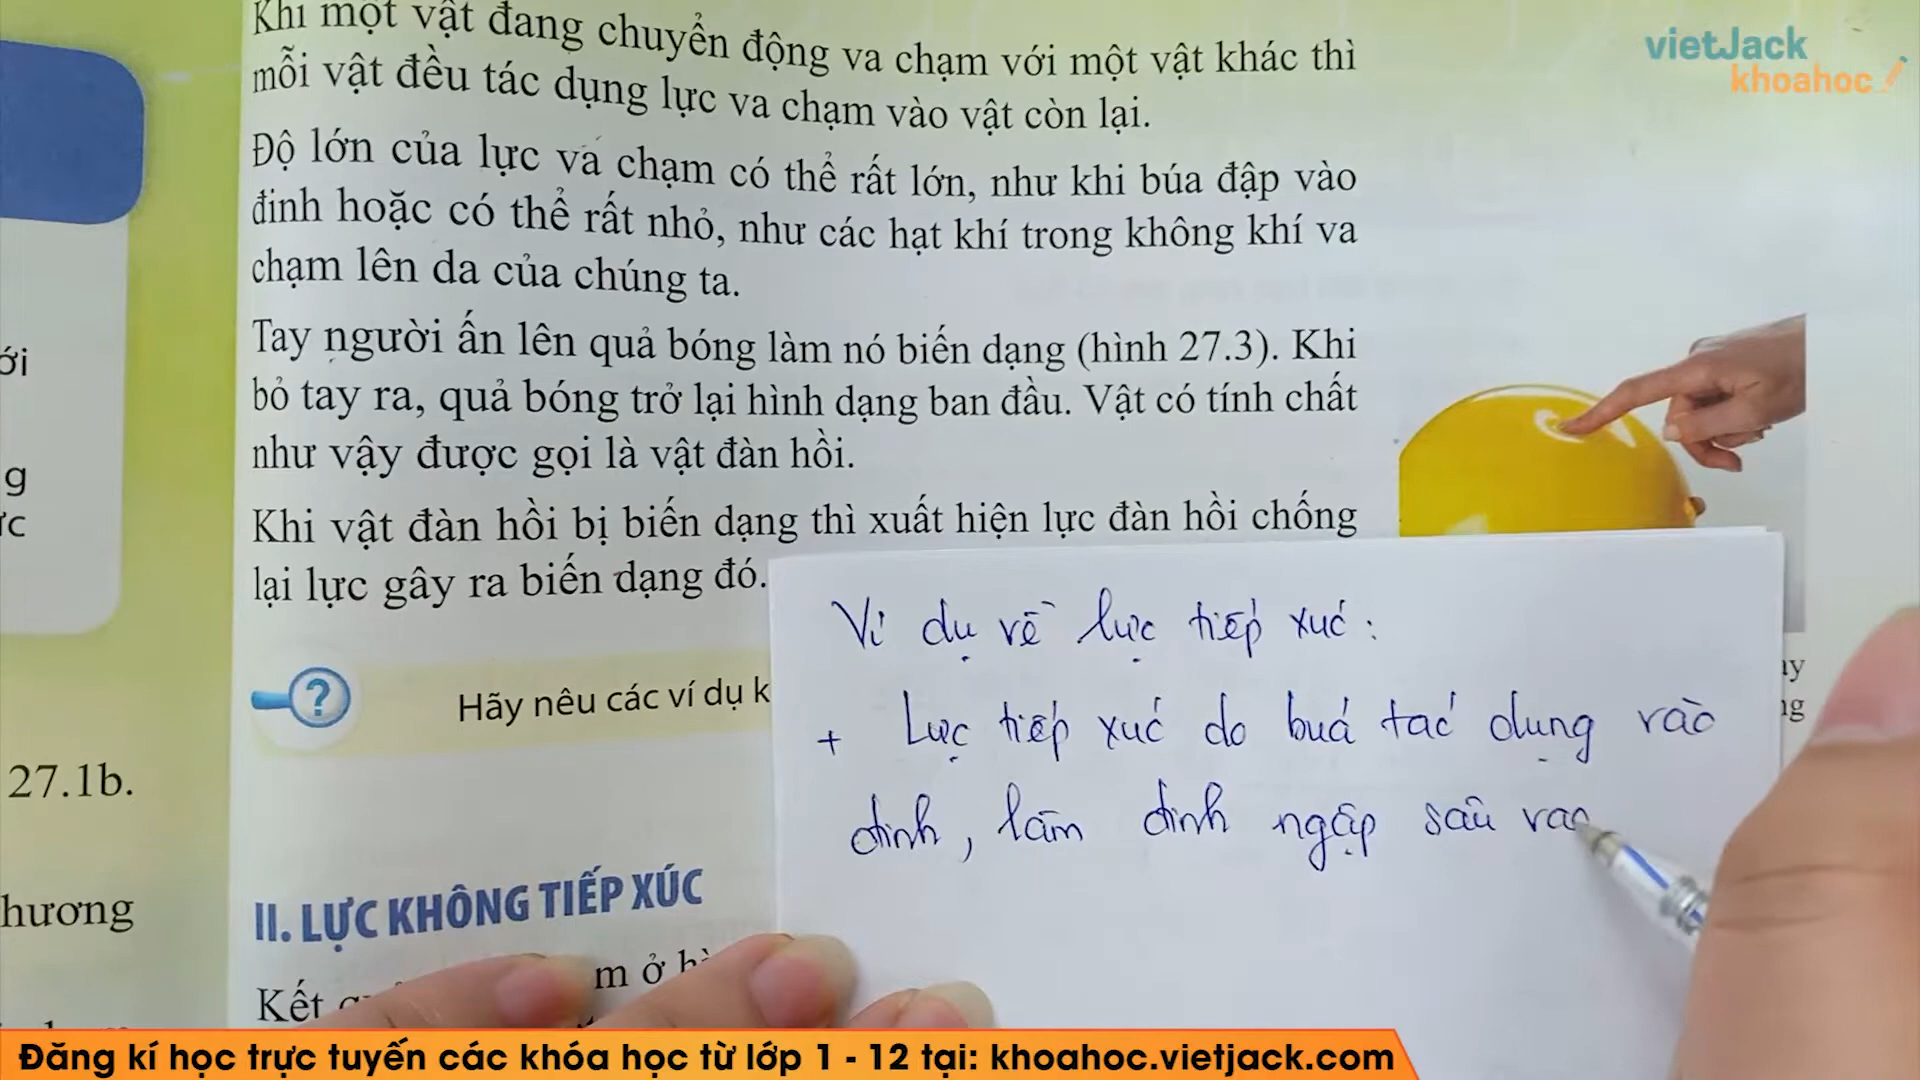 vietJack
khoahoc
Khi một vật đang chuyển động va chạm với một vật khác thì
mỗi vật đều tác dụng lực va chạm vào vật còn lại.
Độ lớn của lực va chạm có thể rất lớn, như khi búa đập vào
đinh hoặc có thể rất nhỏ, như các hạt khí trong không khí va
chạm lên da của chúng ta.
Tay người ấn lên quả bóng làm nó biến dạng (hình 27.3). Khi
bỏ tay ra, quả bóng trở lại hình dạng ban đầu. Vật có tính chất
như vậy được gọi là vật đàn hồi.
Khi vật đàn hồi bị biến dạng thì xuất hiện lực đàn hồi chống
lại lực gây ra biến dạng đó.
? Hãy nêu các ví dụ k
II. LỰC KHÔNG TIẾP XÚC
Kết
m ở
ới
g
ực
27.1b.
hương
ay
ng
Ví dụ về lực tiếp xúc:
+ Lực tiếp xúc do búa tác dụng vào
đinh, làm đinh ngập sâu vào
Đăng kí học trực tuyến các khóa học từ lớp 1 - 12 tại: khoahoc.vietjack.com